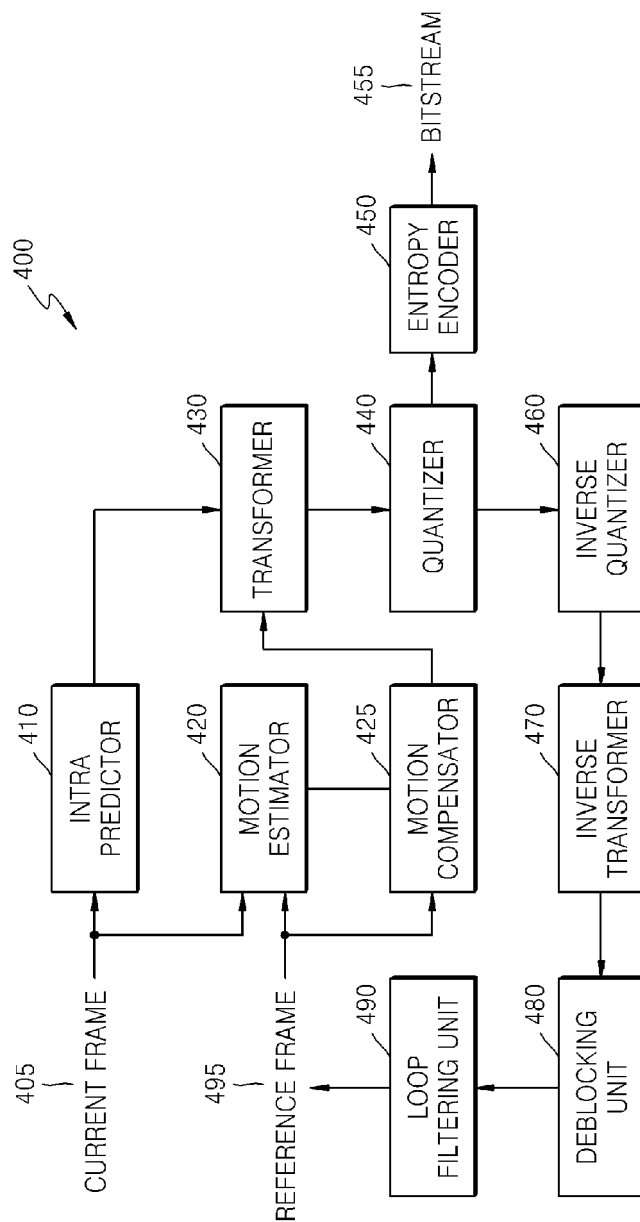 400
405
CURRENT FRAME
410
INTRA
PREDICTOR
495
REFERENCE FRAME
420
MOTION
ESTIMATOR
430
TRANSFORMER
490
LOOP
FILTERING UNIT
425
MOTION
COMPENSATOR
440
QUANTIZER
450
ENTROPY
ENCODER
455
BITSTREAM
480
DEBLOCKING
UNIT
470
INVERSE
TRANSFORMER
460
INVERSE
QUANTIZER